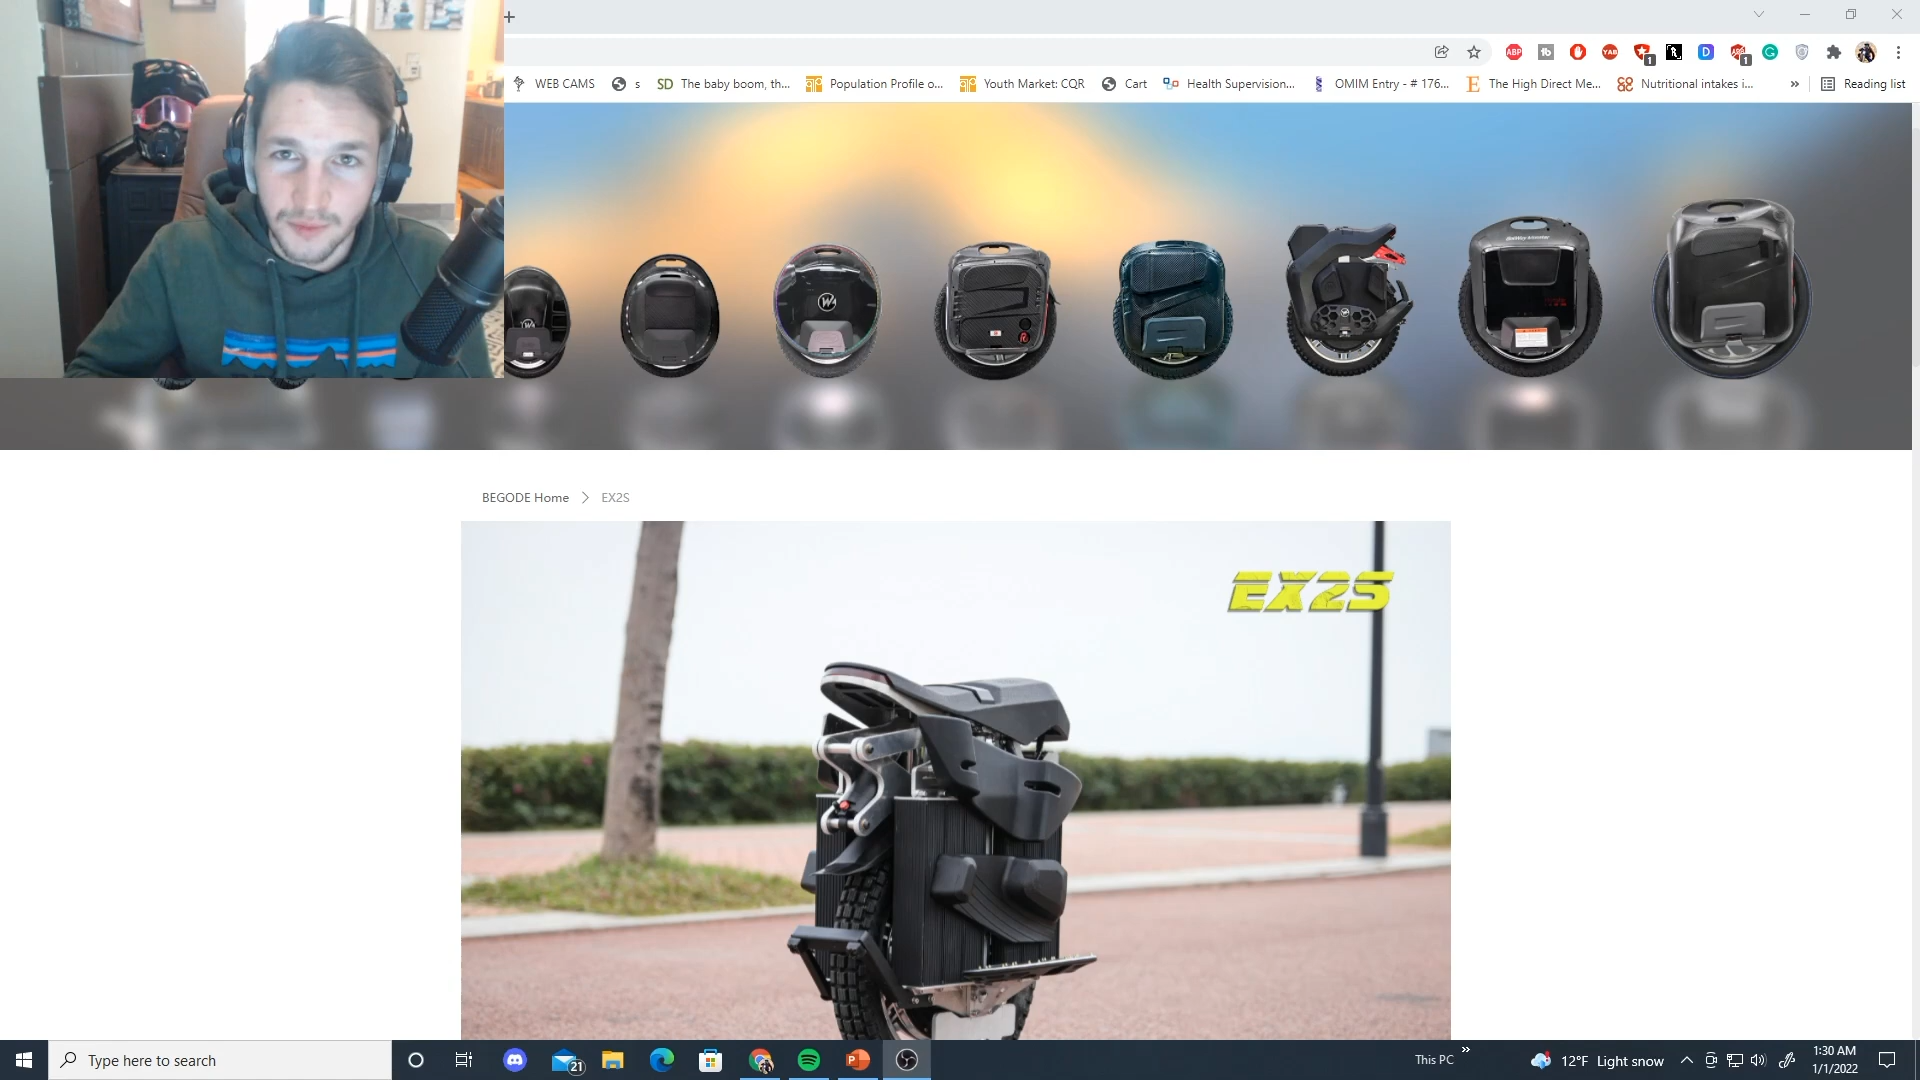 WEB CAMS
s
SD The baby boom, th...
Population Profile o...
Youth Market: CQR
Cart
Health Supervision...
OMIM Entry - # 176...
E The High Direct Me...
Nutritional intakes i...
»
Reading list
BEGODE Home > EX2S
EX2S
Type here to search
21
This PC
»
12°F Light snow
1:30 AM
1/1/2022